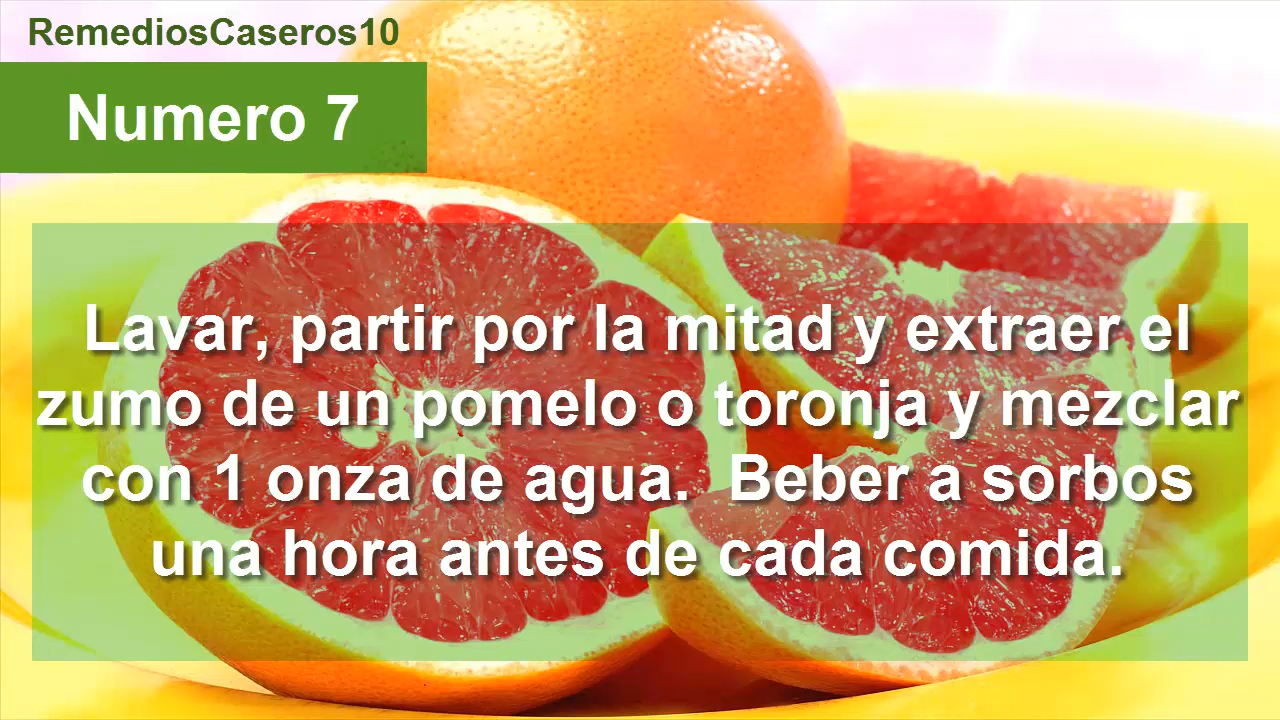 RemediosCaseros10
Numero 7
Lavar, partir por la mitad y extraer el
zumo de un pomelo o toronja y mezclar
con 1 onza de agua.  Beber a sorbos
una hora antes de cada comida.